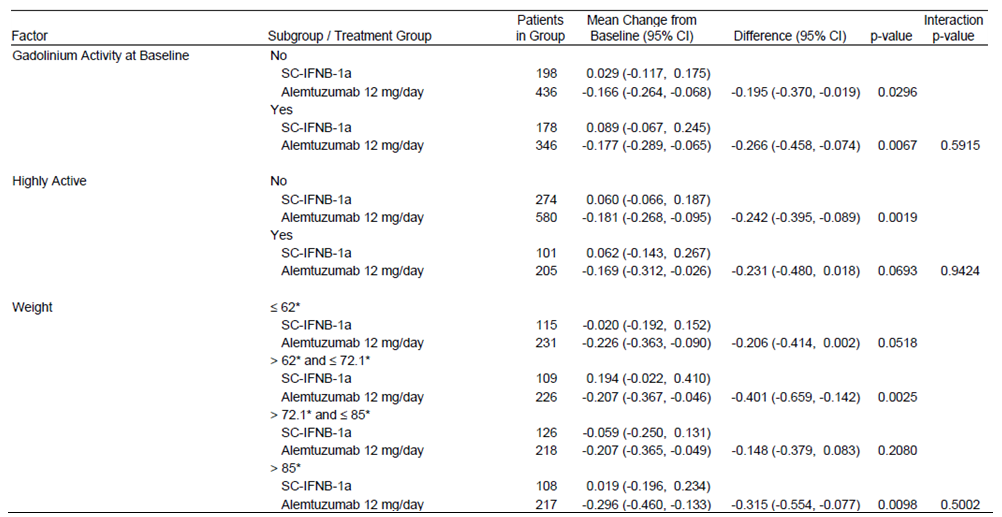 Patients Mean Change from Interaction
Factor Subgroup / Treatment Group in Group Baseline (95% CI) Difference (95% CI) p-value p-value
Gadolinium Activity at Baseline No
SC-IFNB-1a 198 0.029 (-0.117, 0.175)
Alemtuzumab 12 mg/day 436 -0.166 (-0.264, -0.068) -0.195 (-0.370, -0.019) 0.0296
Yes
SC-IFNB-1a 178 0.089 (-0.067, 0.245)
Alemtuzumab 12 mg/day 346 -0.177 (-0.289, -0.065) -0.266 (-0.458, -0.074) 0.0067 0.5915
Highly Active No
SC-IFNB-1a 274 0.060 (-0.066, 0.187)
Alemtuzumab 12 mg/day 580 -0.181 (-0.268, -0.095) -0.242 (-0.395, -0.089) 0.0019
Yes
SC-IFNB-1a 101 0.062 (-0.143, 0.267)
Alemtuzumab 12 mg/day 205 -0.169 (-0.312, -0.026) -0.231 (-0.480, 0.018) 0.0693 0.9424
Weight ≤ 62*
SC-IFNB-1a 115 -0.020 (-0.192, 0.152)
Alemtuzumab 12 mg/day 231 -0.226 (-0.363, -0.090) -0.206 (-0.414, 0.002) 0.0518
> 62* and ≤ 72.1*
SC-IFNB-1a 109 0.194 (-0.022, 0.410)
Alemtuzumab 12 mg/day 226 -0.207 (-0.367, -0.046) -0.401 (-0.659, -0.142) 0.0025
> 72.1* and ≤ 85*
SC-IFNB-1a 126 -0.059 (-0.250, 0.131)
Alemtuzumab 12 mg/day 218 -0.207 (-0.365, -0.049) -0.148 (-0.379, 0.083) 0.2080
> 85*
SC-IFNB-1a 108 0.019 (-0.196, 0.234)
Alemtuzumab 12 mg/day 217 -0.296 (-0.460, -0.133) -0.315 (-0.554, -0.077) 0.0098 0.5002